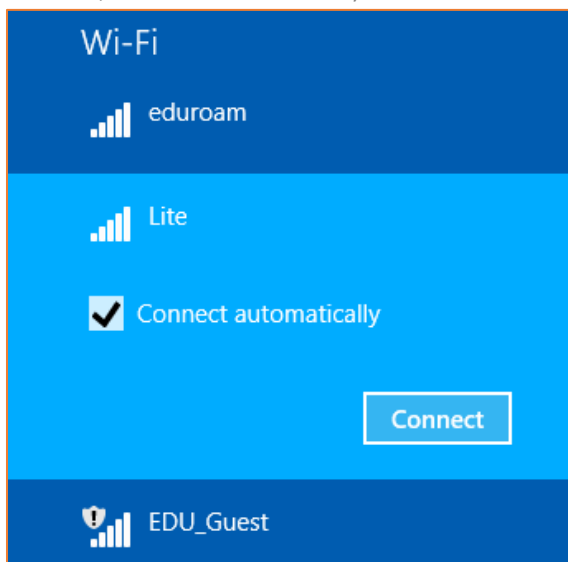 Wi-Fi
eduroam
Lite
Connect automatically
Connect
EDU_Guest